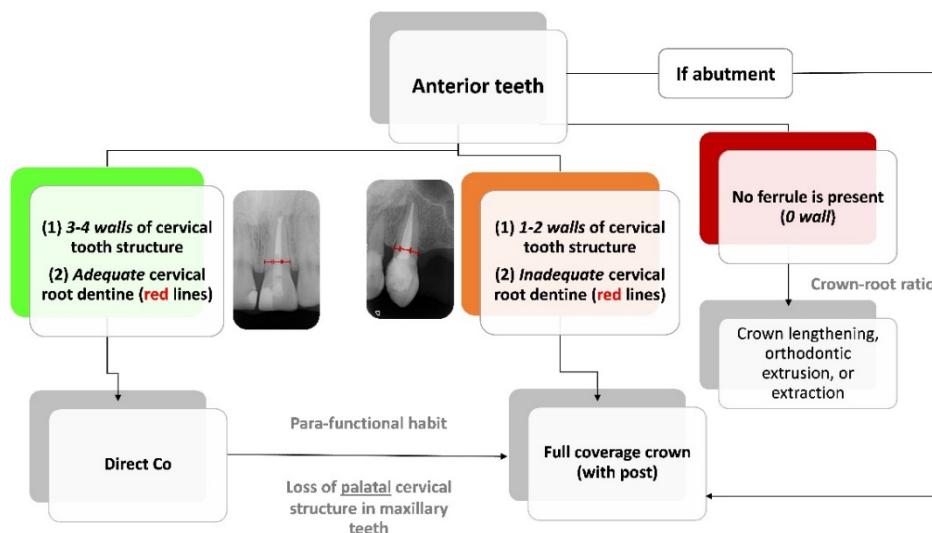 Anterior teeth
If abutment
(1) 3-4 walls of cervical
tooth structure
(2) Adequate cervical
root dentine (red lines)
(1) 1-2 walls of cervical
tooth structure
(2) Inadequate cervical
root dentine (red lines)
No ferrule is present
(0 wall)
Crown-root ratio
Crown lengthening,
orthodontic
extrusion, or
extraction
Direct Co
Para-functional habit
Loss of palatal cervical
structure in maxillary
teeth
Full coverage crown
(with post)